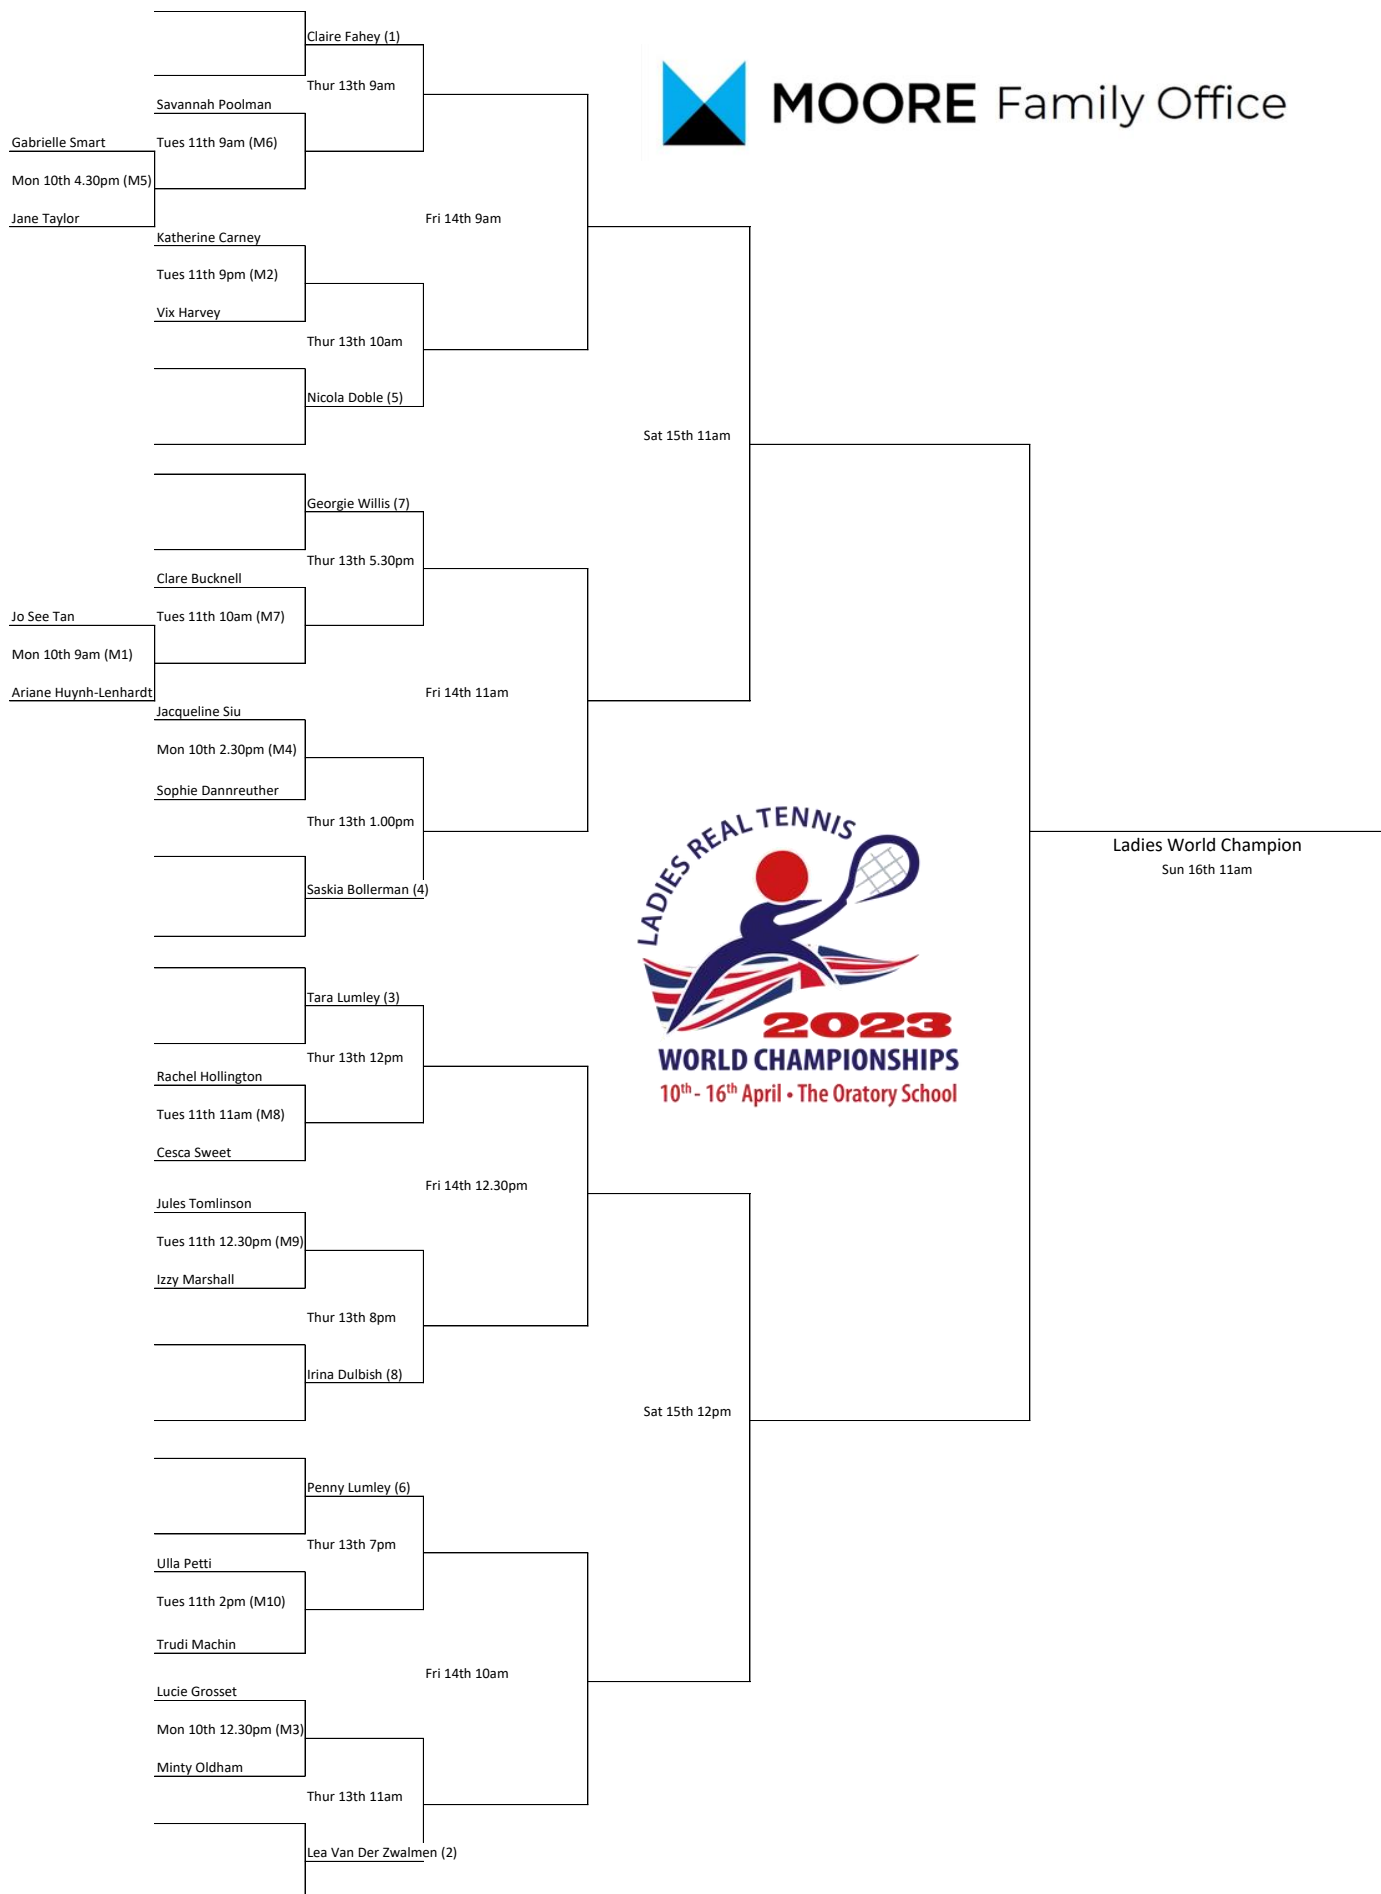 Claire Fahey (1)
MOORE Family Office
Thur 13th 9am
Savannah Poolman
Gabrielle Smart
Tues 11th 9am (M6)
Mon 10th 4.30pm (M5)
Jane Taylor
Fri 14th 9am
Katherine Carney
Tues 11th 9pm (M2)
Vix Harvey
Thur 13th 10am
Nicola Doble (5)
Sat 15th 11am
Georgie Willis (7)
Thur 13th 5.30pm
Clare Bucknell
Jo See Tan
Tues 11th 10am (M7)
Mon 10th 9am (M1)
Ariane Huynh-Lenhardt
Fri 14th 11am
Jacqueline Siu
Mon 10th 2.30pm (M4)
Sophie Dannreuther
Thur 13th 1.00pm
Saskia Bollerman (4)
LADIES REAL TENNIS
2023
WORLD CHAMPIONSHIPS
10th - 16th April • The Oratory School
Ladies World Champion
Sun 16th 11am
Tara Lumley (3)
Thur 13th 12pm
Rachel Hollington
Tues 11th 11am (M8)
Cesca Sweet
Fri 14th 12.30pm
Jules Tomlinson
Tues 11th 12.30pm (M9)
Izzy Marshall
Thur 13th 8pm
Irina Dulbish (8)
Sat 15th 12pm
Penny Lumley (6)
Thur 13th 7pm
Ulla Petti
Tues 11th 2pm (M10)
Trudi Machin
Fri 14th 10am
Lucie Grosset
Mon 10th 12.30pm (M3)
Minty Oldham
Thur 13th 11am
Lea Van Der Zwalmen (2)